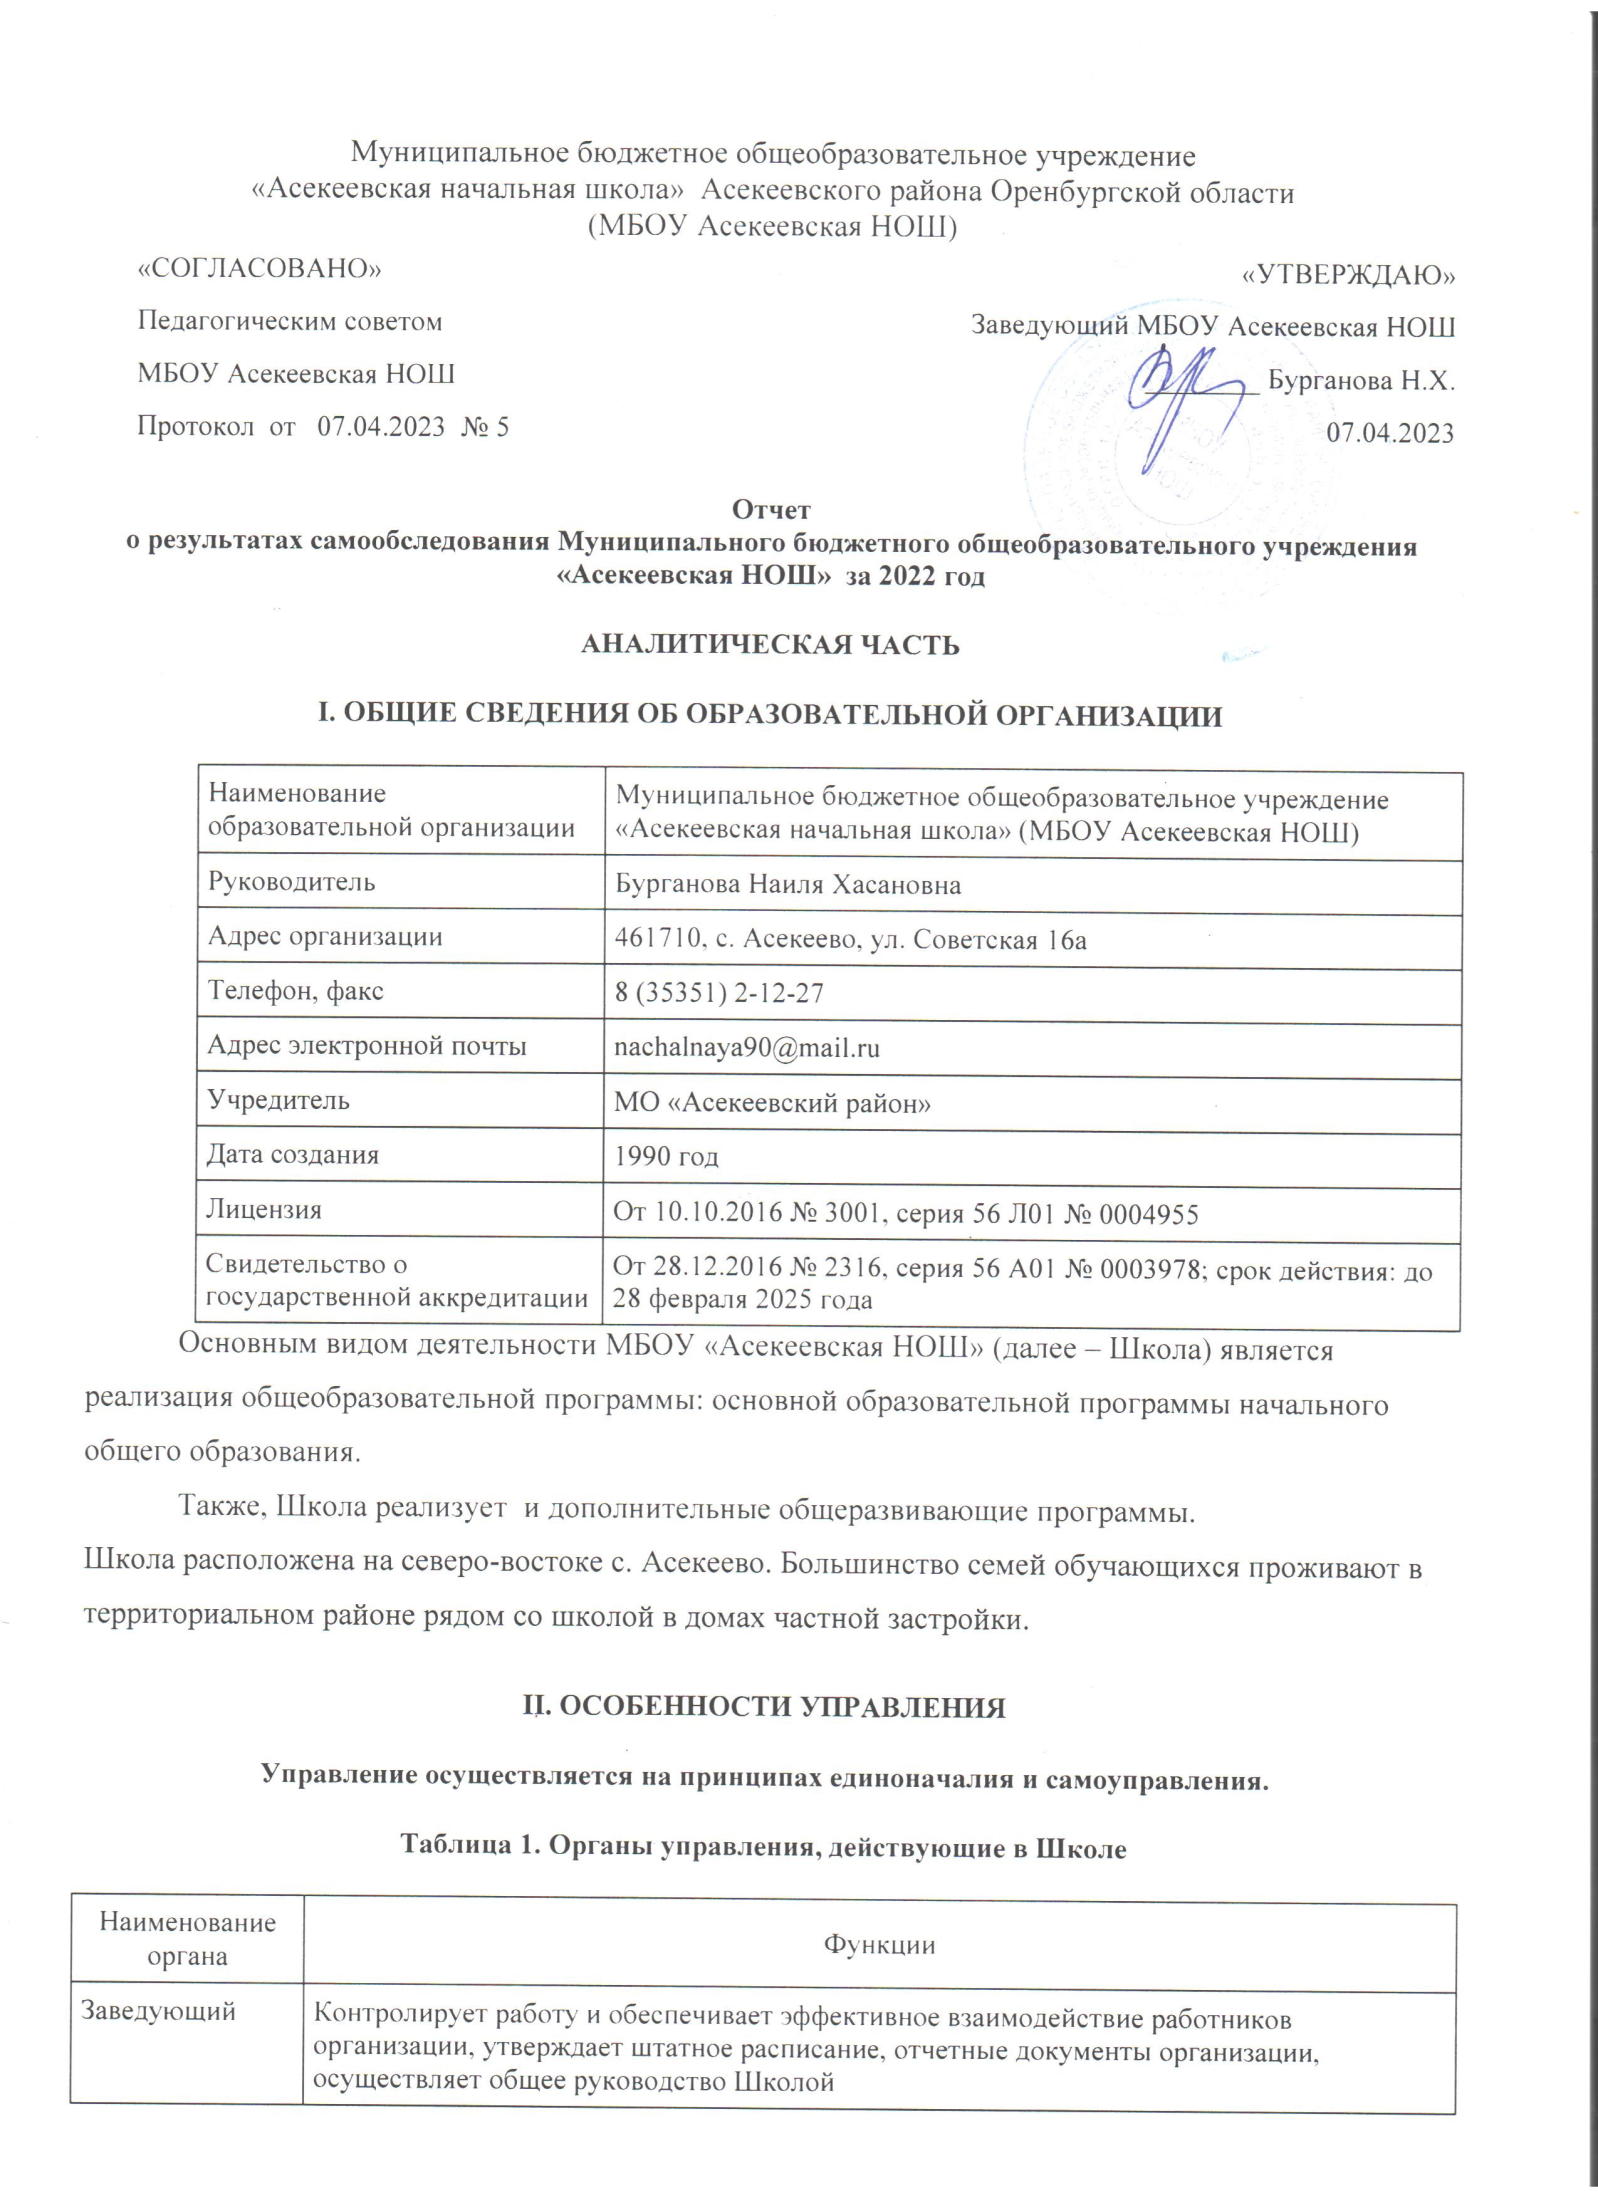 Муниципальное бюджетное общеобразовательное учреждение
«Асекеевская начальная школа» Асекеевского района Оренбургской области
(МБОУ Асекеевская НОШ)
«СОГЛАСОВАНО»
«УТВЕРЖДАЮ»
Педагогическим советом
Заведующий МБОУ Асекеевская НОШ
МБОУ Асекеевская НОШ
________ Бурганова Н.Х.
Протокол от 07.04.2023 № 5
07.04.2023
НОШ
Отчет
о результатах самообследования Муниципального бюджетного общеобразовательного учреждения
«Асекеевская НОШ» за 2022 год
АНАЛИТИЧЕСКАЯ ЧАСТЬ
I. ОБЩИЕ СВЕДЕНИЯ ОБ ОБРАЗОВАТЕЛЬНОЙ ОРГАНИЗАЦИИ
Наименование
образовательной организации
Муниципальное бюджетное общеобразовательное учреждение
«Асекеевская начальная школа» (МБОУ Асекеевская НОШ)
Руководитель
Бурганова Наиля Хасановна
Адрес организации
461710, с. Асекеево, ул. Советская 16а
Телефон, факс
8 (35351) 2-12-27
Адрес электронной почты
nachalnaya90@mail.ru
Учредитель
МО «Асекеевский район»
Дата создания
1990 год
Лицензия
От 10.10.2016 № 3001, серия 56 Л01 № 0004955
Свидетельство о
государственной аккредитации
От 28.12.2016 № 2316, серия 56 А01 № 0003978; срок действия: до
28 февраля 2025 года
Основным видом деятельности МБОУ «Асекеевская НОШ» (далее – Школа) является
реализация общеобразовательной программы: основной образовательной программы начального
общего образования.
Также, Школа реализует и дополнительные общеразвивающие программы.
Школа расположена на северо-востоке с. Асекеево. Большинство семей обучающихся проживают в
территориальном районе рядом со школой в домах частной застройки.
II. ОСОБЕННОСТИ УПРАВЛЕНИЯ
Управление осуществляется на принципах единоначалия и самоуправления.
Таблица 1. Органы управления, действующие в Школе
Наименование
органа
Функции
Заведующий
Контролирует работу и обеспечивает эффективное взаимодействие работников
организации, утверждает штатное расписание, отчетные документы организации,
осуществляет общее руководство Школой